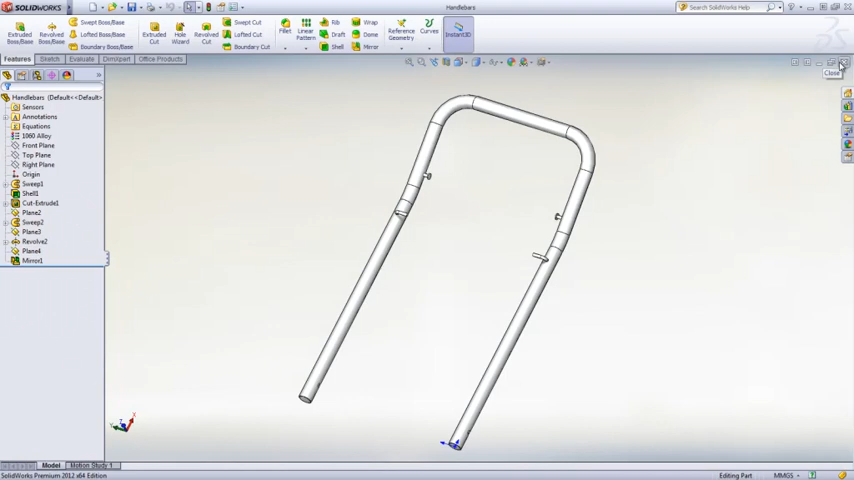 SOLIDWORKS
Handlebars
Search SolidWorks Help
Extruded Boss/Base
Revolved Boss/Base
Swept Boss/Base
Lofted Boss/Base
Boundary Boss/Base
Extruded Cut
Hole Wizard
Revolved Cut
Swept Cut
Lofted Cut
Boundary Cut
Fillet
Linear Pattern
Rib
Draft
Shell
Wrap
Dome
Mirror
Reference Geometry
Curves
Instant3D
Features
Sketch
Evaluate
DimXpert
Office Products
Close
Handlebars (Default<<Default>
Sensors
Annotations
Equations
1060 Alloy
Front Plane
Top Plane
Right Plane
Origin
Sweep1
Shell1
Cut-Extrude1
Plane2
Sweep2
Plane3
Revolve2
Plane4
Mirror1
Model
Motion Study 1
SolidWorks Premium 2012 x64 Edition
Editing Part
MMGS